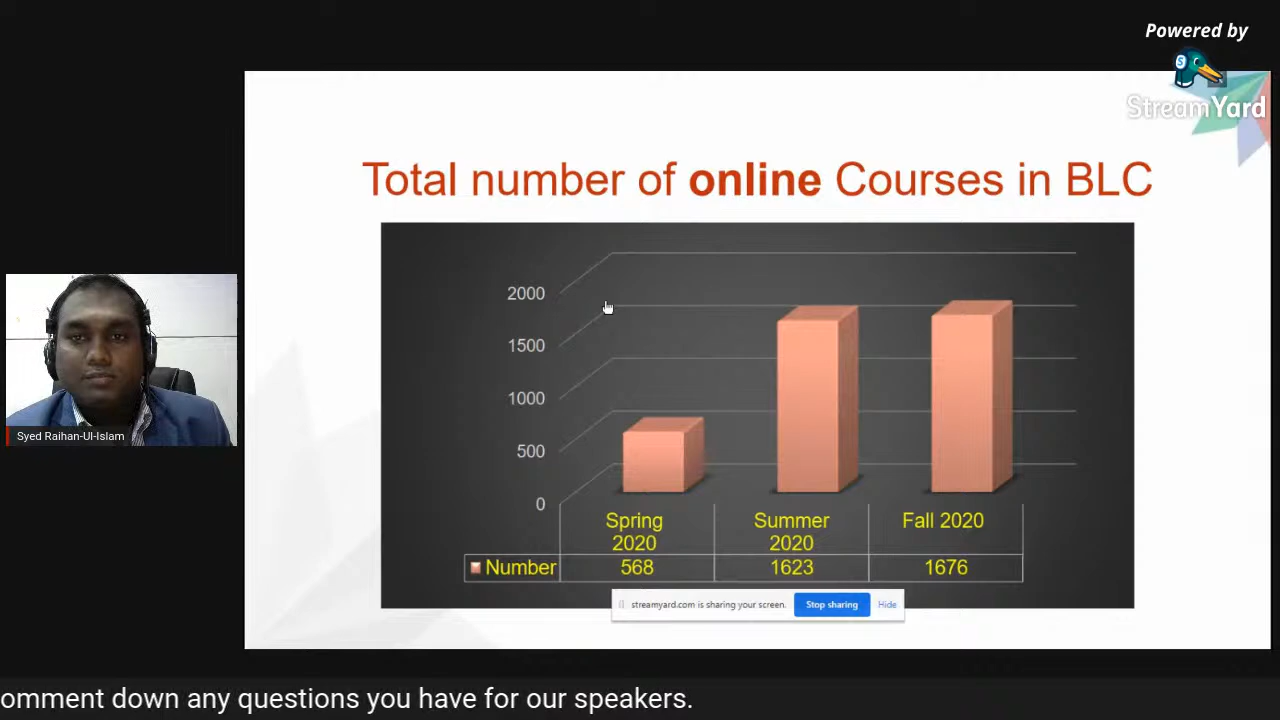 Powered by
StreamYard
Total number of online Courses in BLC
2000
1500
1000
500
0
Spring 2020
Summer 2020
Fall 2020
Number 568 1623 1676
Syed Raihan-Ul-Islam
streamyard.com is sharing your screen. Stop sharing Hide
omment down any questions you have for our speakers.